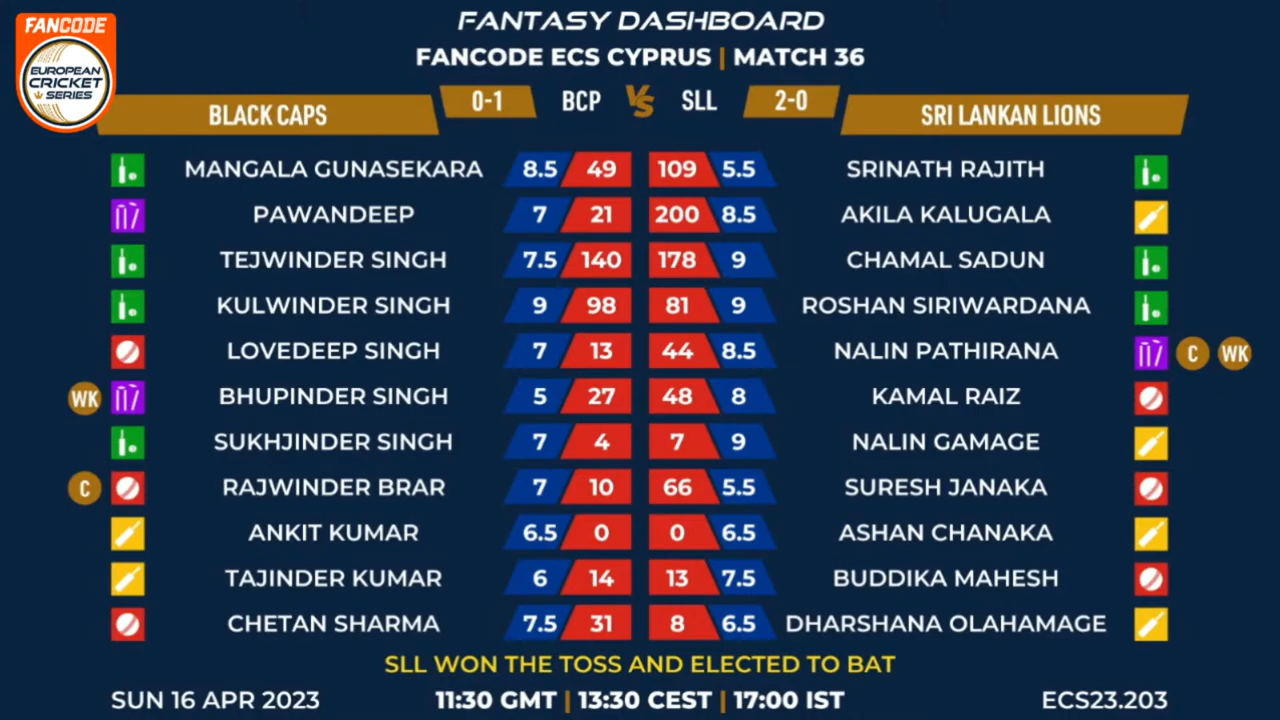 FANCODE
EUROPEAN
CRICKET
SERIES
FANTASY DASHBOARD
FANCODE ECS CYPRUS | MATCH 36
BLACK CAPS 0-1 BCP VS SLL 2-0 SRI LANKAN LIONS
MANGALA GUNASEKARA 8.5 49 109 5.5 SRINATH RAJITH
PAWANDEEP 7 21 200 8.5 AKILA KALUGALA
TEJWINDER SINGH 7.5 140 178 9 CHAMAL SADUN
KULWINDER SINGH 9 98 81 9 ROSHAN SIRIWARDANA
LOVEDEEP SINGH 7 13 44 8.5 NALIN PATHIRANA C WK
WK BHUPINDER SINGH 5 27 48 8 KAMAL RAIZ
SUKHJINDER SINGH 7 4 7 9 NALIN GAMAGE
C RAJWINDER BRAR 7 10 66 5.5 SURESH JANAKA
ANKIT KUMAR 6.5 0 0 6.5 ASHAN CHANAKA
TAJINDER KUMAR 6 14 13 7.5 BUDDIKA MAHESH
CHETAN SHARMA 7.5 31 8 6.5 DHARSHANA OLAHAMAGE
SLL WON THE TOSS AND ELECTED TO BAT
SUN 16 APR 2023 11:30 GMT | 13:30 CEST | 17:00 IST ECS23.203